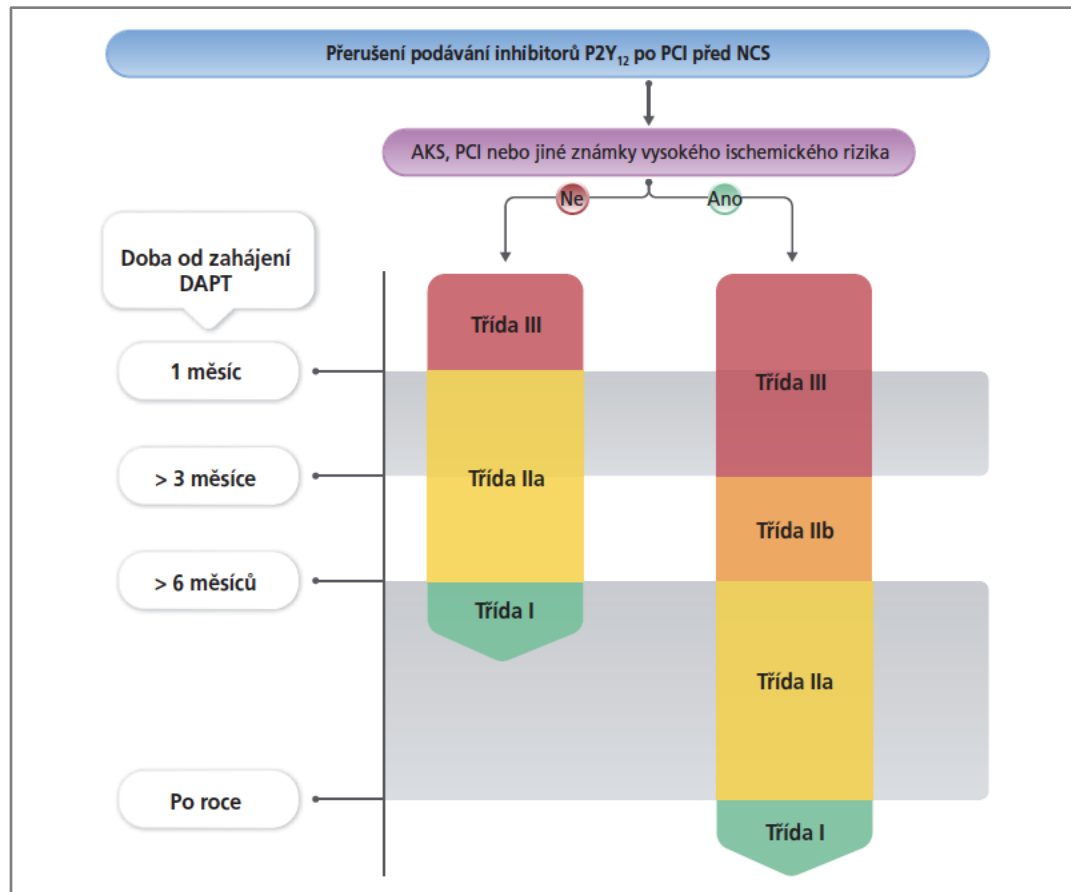 Přerušení podávání inhibitorů P2Y₁₂ po PCI před NCS
AKS, PCI nebo jiné známky vysokého ischemického rizika
Ne
Ano
Doba od zahájení
DAPT
1 měsíc
> 3 měsíce
> 6 měsíců
Po roce
Třída III
Třída IIa
Třída I
Třída III
Třída IIb
Třída IIa
Třída I